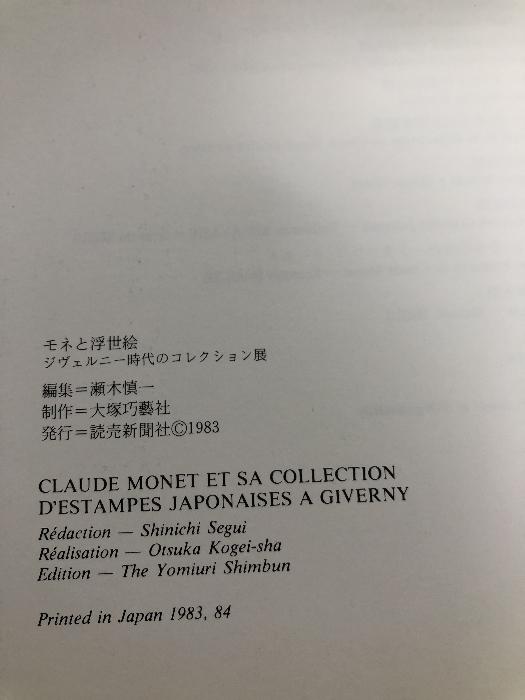 モネと浮世絵
ジヴェルニー時代のコレクション展
編集＝瀬木慎一
制作＝大塚巧藝社
発行＝読売新聞社©1983
CLAUDE MONET ET SA COLLECTION
D'ESTAMPES JAPONAISES A GIVERNY
Rédaction — Shinichi Segui
Réalisation — Otsuka Kogei-sha
Edition — The Yomiuri Shimbun
Printed in Japan 1983, 84